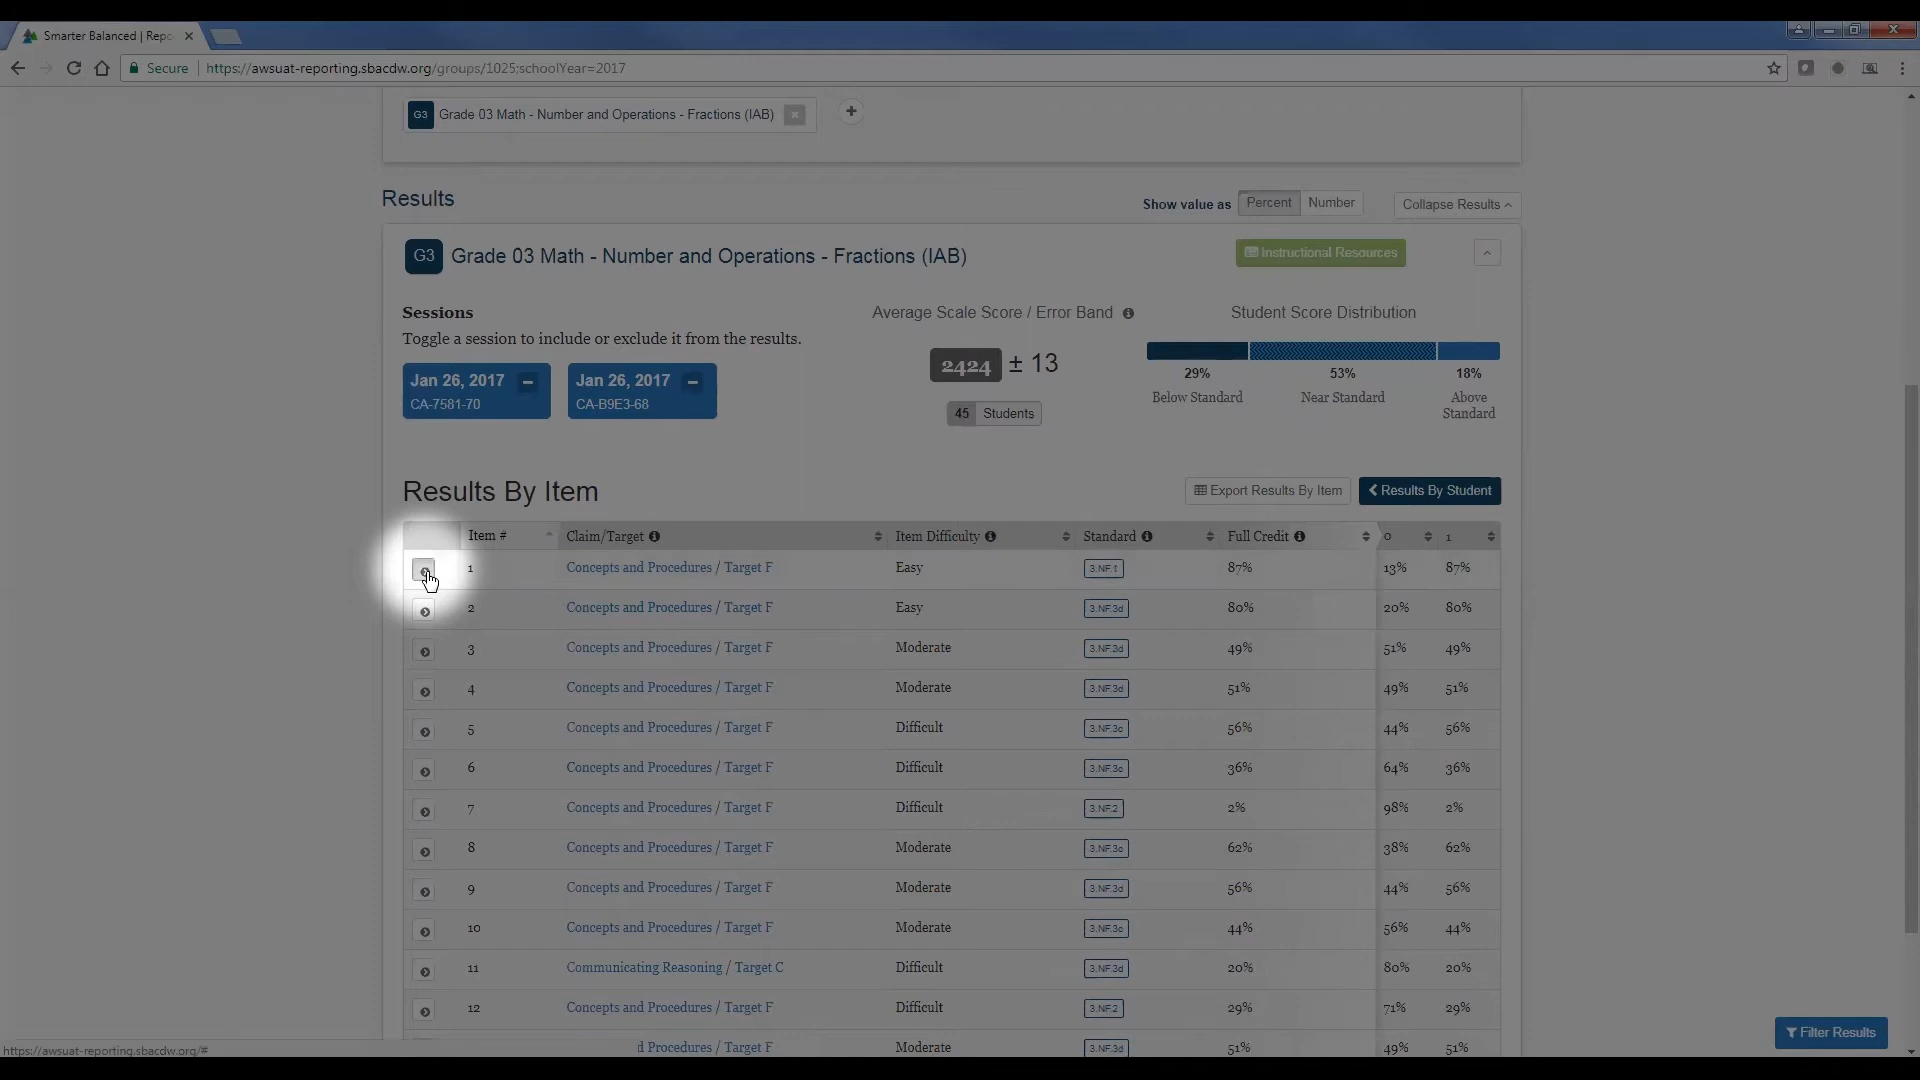 Smarter Balanced | Repo
Secure https://awsuat-reporting.sbacdw.org/groups/1025;schoolYear=2017
G3 Grade 03 Math - Number and Operations - Fractions (IAB)
Results
Show value as Percent Number Collapse Results
G3 Grade 03 Math - Number and Operations - Fractions (IAB) Instructional Resources
Sessions
Toggle a session to include or exclude it from the results.
Jan 26, 2017
CA-7581-70
Jan 26, 2017
CA-B9E3-68
Average Scale Score / Error Band
2424 ± 13
45 Students
Student Score Distribution
29% 53% 18%
Below Standard Near Standard Above
Standard
Results By Item Export Results By Item Results By Student
Item # Claim/Target Item Difficulty Standard Full Credit 0 1
1 Concepts and Procedures / Target F Easy 87% 13% 87%
2 Concepts and Procedures / Target F Easy 3.NF.3d 80% 20% 80%
3 Concepts and Procedures / Target F Moderate 3.NF.3d 49% 51% 49%
4 Concepts and Procedures / Target F Moderate 3.NF.3d 51% 49% 51%
5 Concepts and Procedures / Target F Difficult 3.NF.3c 56% 44% 56%
6 Concepts and Procedures / Target F Difficult 3.NF.3c 36% 64% 36%
7 Concepts and Procedures / Target F Difficult 3.NF.2 2% 98% 2%
8 Concepts and Procedures / Target F Moderate 3.NF.3c 62% 38% 62%
9 Concepts and Procedures / Target F Moderate 3.NF.3d 56% 44% 56%
10 Concepts and Procedures / Target F Moderate 3.NF.3c 44% 56% 44%
11 Communicating Reasoning / Target C Difficult 3.NF.3d 20% 80% 20%
12 Concepts and Procedures / Target F Difficult 3.NF.2 29% 71% 29%
d Procedures / Target F Moderate 3.NF.3d 51% 49% 51%
Filter Results
https://awsuat-reporting.sbacdw.org/#